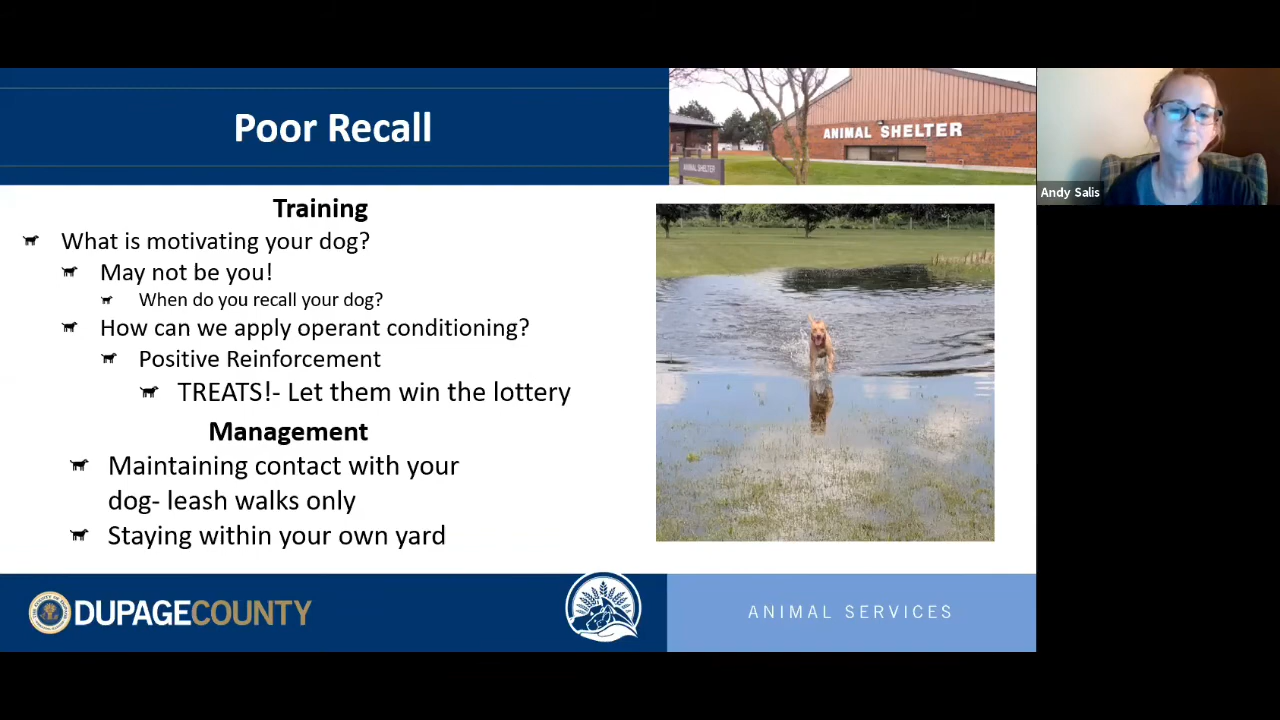 Poor Recall
ANIMAL SHELTER
ANIMAL SHELTER
Andy Salis
Training
What is motivating your dog?
May not be you!
When do you recall your dog?
How can we apply operant conditioning?
Positive Reinforcement
TREATS!- Let them win the lottery
Management
Maintaining contact with your
dog- leash walks only
Staying within your own yard
DUPAGECOUNTY
ANIMAL SERVICES